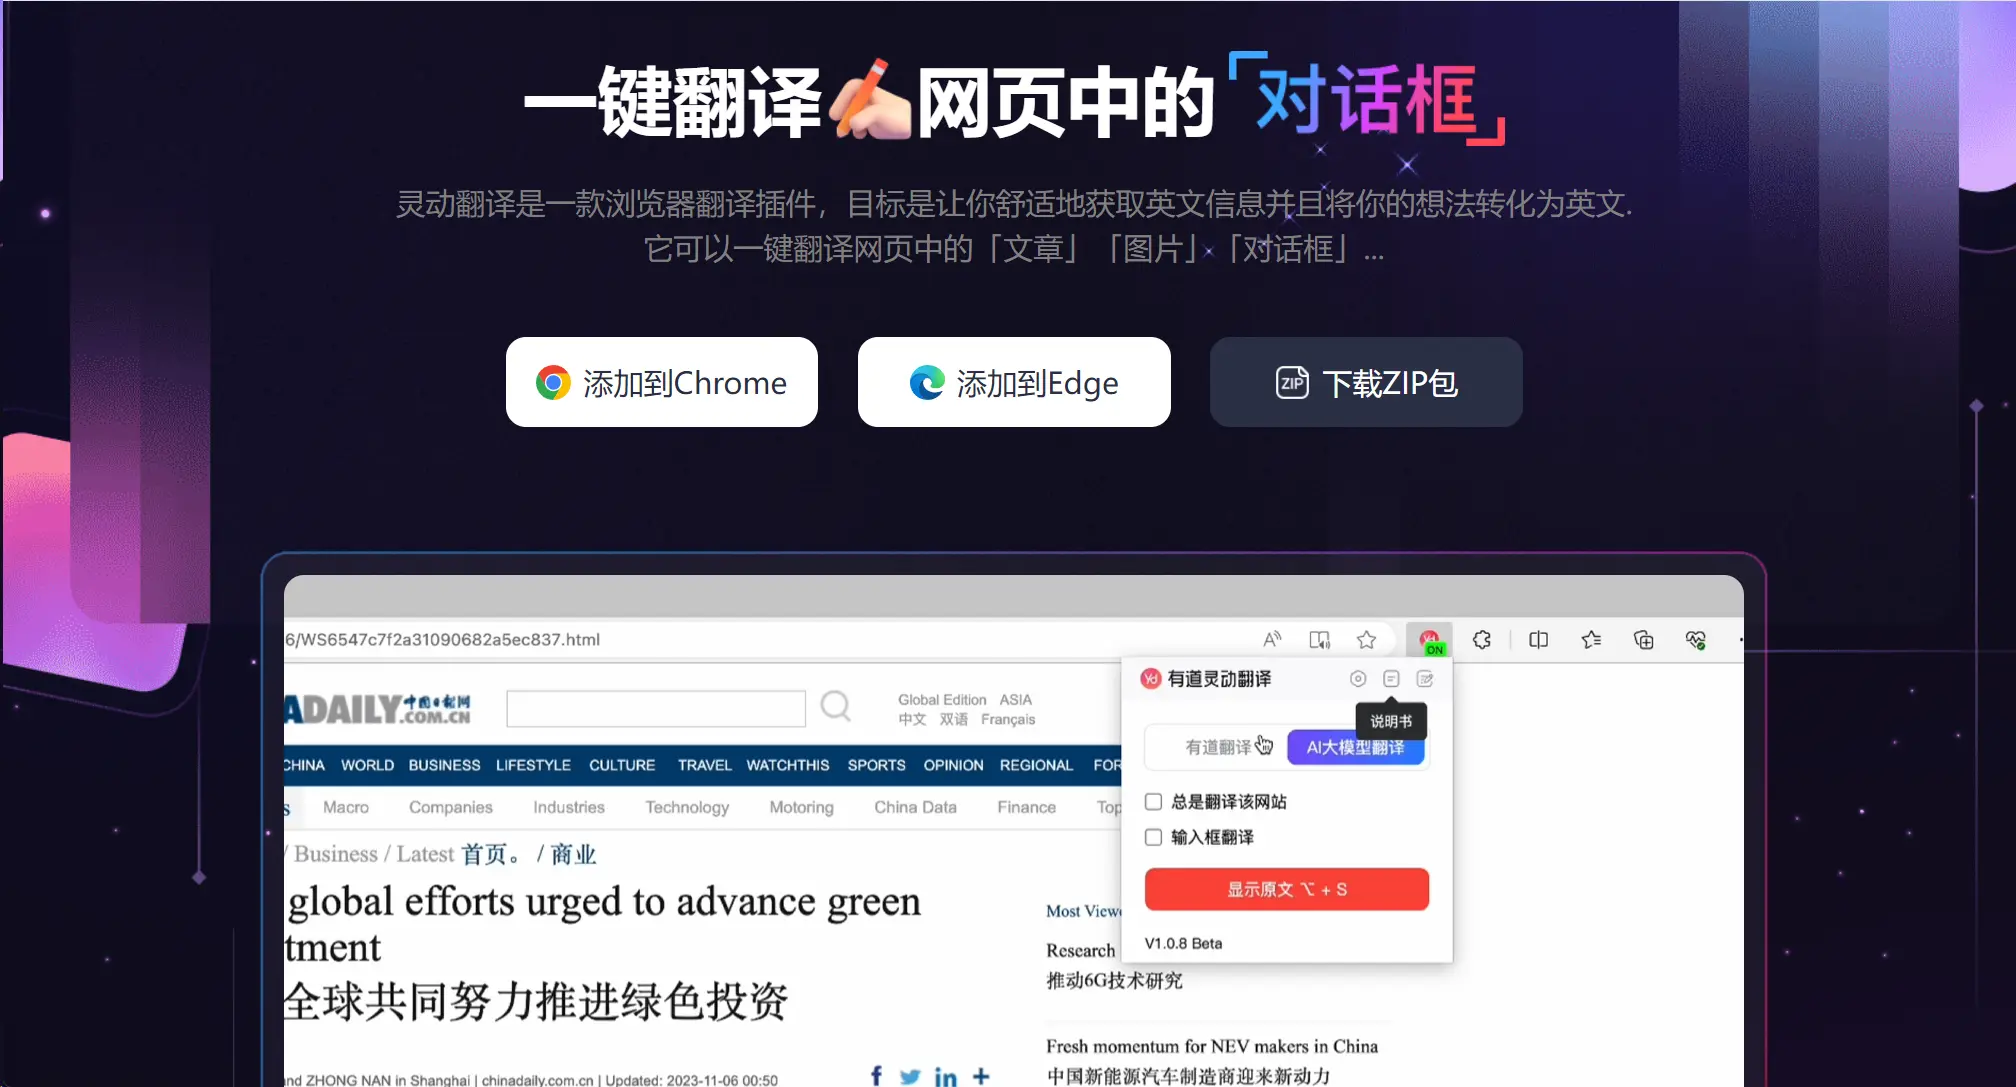 一键翻译网页中的「对话框」
灵动翻译是一款浏览器翻译插件，目标是让你舒适地获取英文信息并且将你的想法转化为英文.
它可以一键翻译网页中的「文章」「图片」「对话框」...
添加到Chrome
添加到Edge
ZIP 下载ZIP包
6/WS6547c7f2a31090682a5ec837.html
ON
有道灵动翻译
说明书
有道翻译
AI大模型翻译
总是翻译该网站
输入框翻译
显示原文 ⌥ + S
V1.0.8 Beta
ADAILY 中国日报网
.COM.CN
Global Edition ASIA
中文 双语 Français
CHINA WORLD BUSINESS LIFESTYLE CULTURE TRAVEL WATCHTHIS SPORTS OPINION REGIONAL FOR
S Macro Companies Industries Technology Motoring China Data Finance Top
/ Business / Latest 首页。 / 商业
global efforts urged to advance green
tment
全球共同努力推进绿色投资
and ZHONG NAN in Shanghai | chinadaily.com.cn | Updated: 2023-11-06 00:50
Most Viewe
Research
推动6G技术研究
Fresh momentum for NEV makers in China
中国新能源汽车制造商迎来新动力